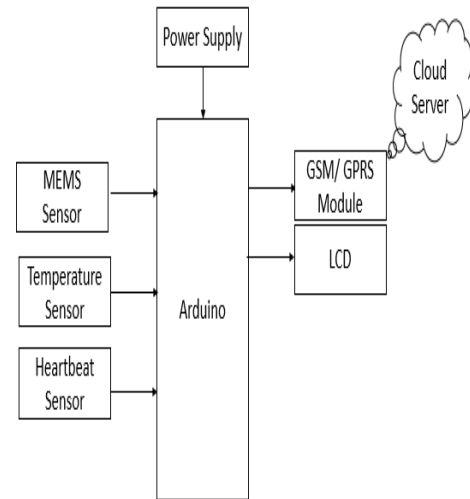 Power Supply
Cloud
Server
MEMS
Sensor
Temperature
Sensor
Heartbeat
Sensor
Arduino
GSM/ GPRS
Module
LCD